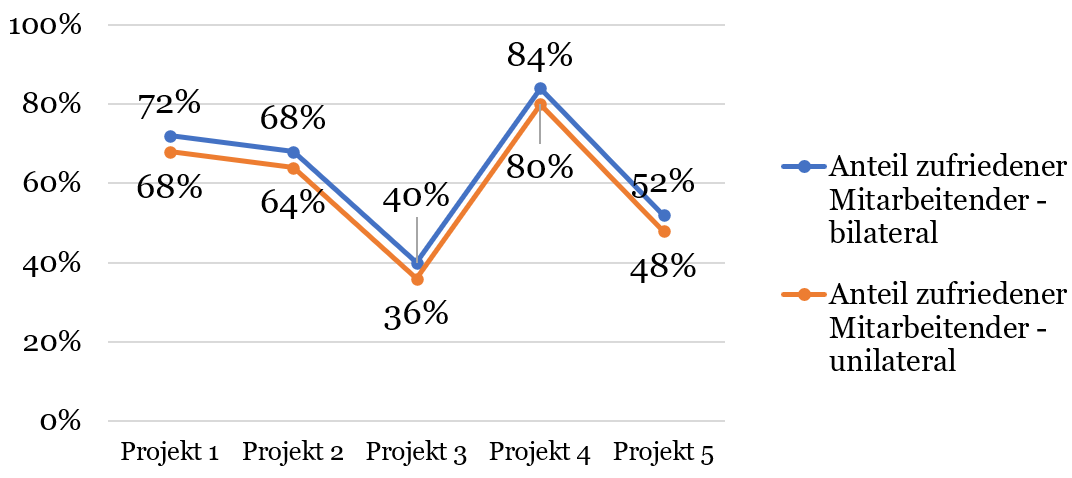 100%
80%
60%
40%
20%
0%
72%
68%
40%
84%
52%
68%
64%
36%
80%
48%
Projekt 1
Projekt 2
Projekt 3
Projekt 4
Projekt 5
Anteil zufriedener
Mitarbeitender -
bilateral
Anteil zufriedener
Mitarbeitender -
unilateral